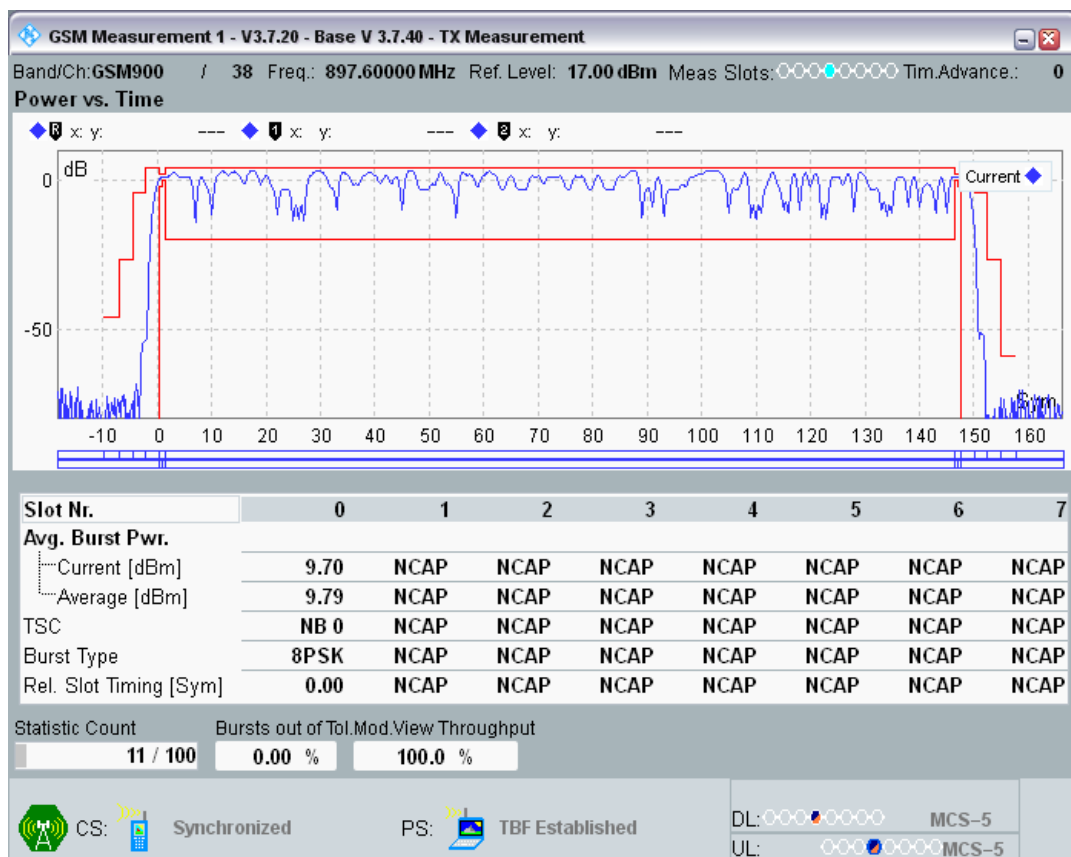 GSM Measurement 1 - V3.7.20 - Base V 3.7.40 - TX Measurement
Band/Ch:GSM900 / 38 Freq.: 897.60000 MHz Ref. Level: 17.00 dBm Meas Slots: Tim.Advance.: 0
Power vs. Time
R x: y: --- 1 x: y: --- 2 x: y: ---
dB
Current
0
-50
Sym
-10 0 10 20 30 40 50 60 70 80 90 100 110 120 130 140 150 160
Slot Nr. 0 1 2 3 4 5 6 7
Avg. Burst Pwr.
Current [dBm] 9.70 NCAP NCAP NCAP NCAP NCAP NCAP NCAP
Average [dBm] 9.79 NCAP NCAP NCAP NCAP NCAP NCAP NCAP
TSC NB 0 NCAP NCAP NCAP NCAP NCAP NCAP NCAP
Burst Type 8PSK NCAP NCAP NCAP NCAP NCAP NCAP NCAP
Rel. Slot Timing [Sym] 0.00 NCAP NCAP NCAP NCAP NCAP NCAP NCAP
Statistic Count Bursts out of Tol. Mod.View Throughput
11 / 100 0.00 % 100.0 %
CS: Synchronized PS: TBF Established
DL: MCS-5
UL: MCS-5